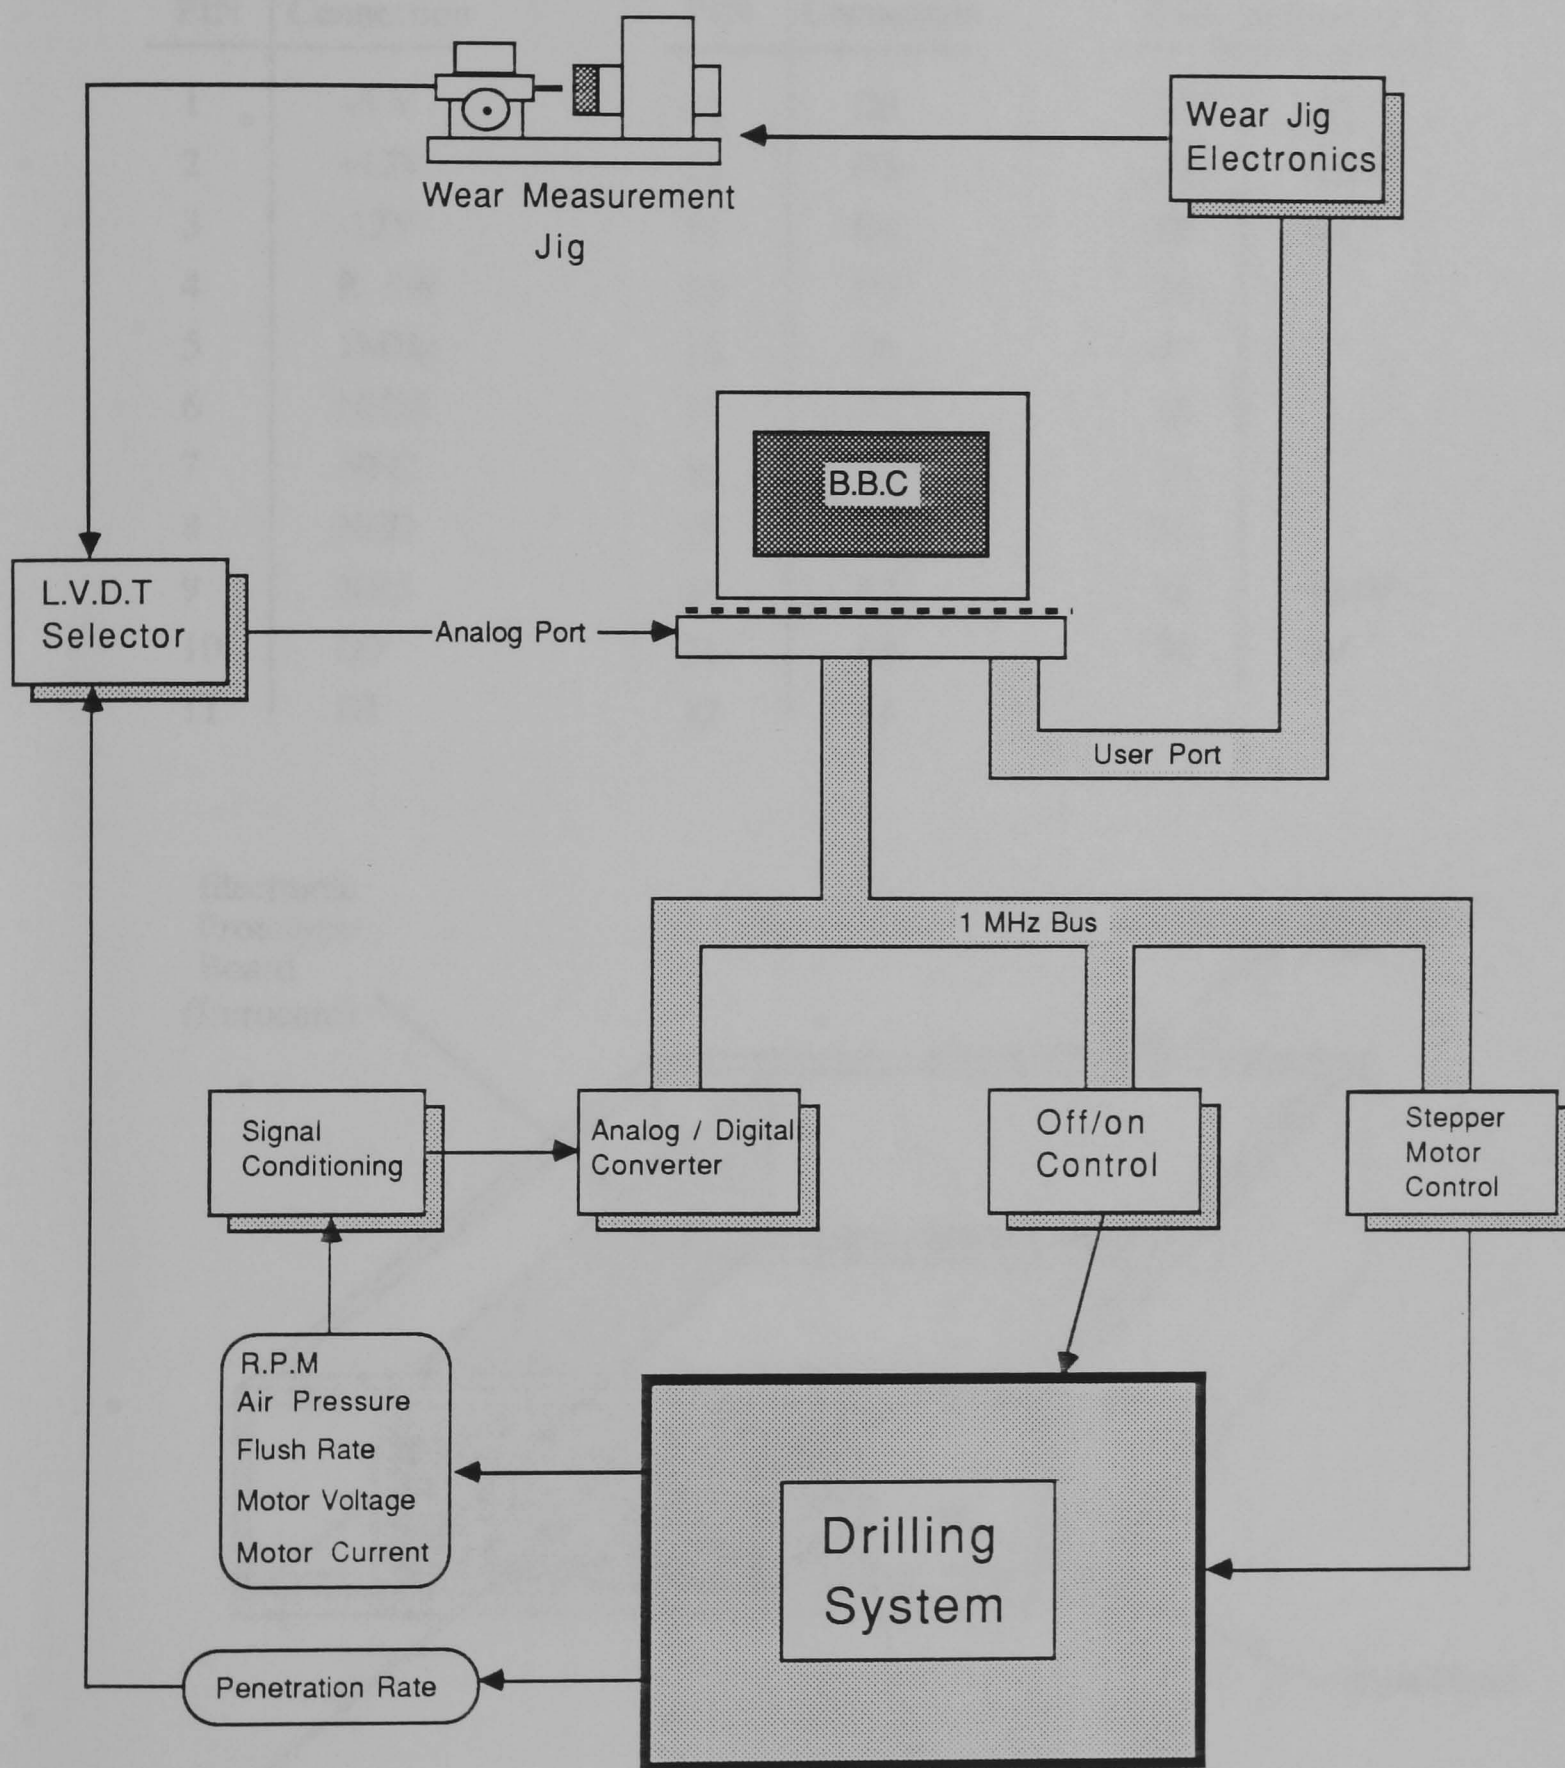 Wear Jig
Electronics
Wear Measurement
Jig
B.B.C
L.V.D.T
Selector
Analog Port
User Port
1 MHz Bus
Signal
Conditioning
Analog / Digital
Converter
Off/on
Control
Stepper
Motor
Control
R.P.M
Air Pressure
Flush Rate
Motor Voltage
Motor Current
Drilling
System
Penetration Rate